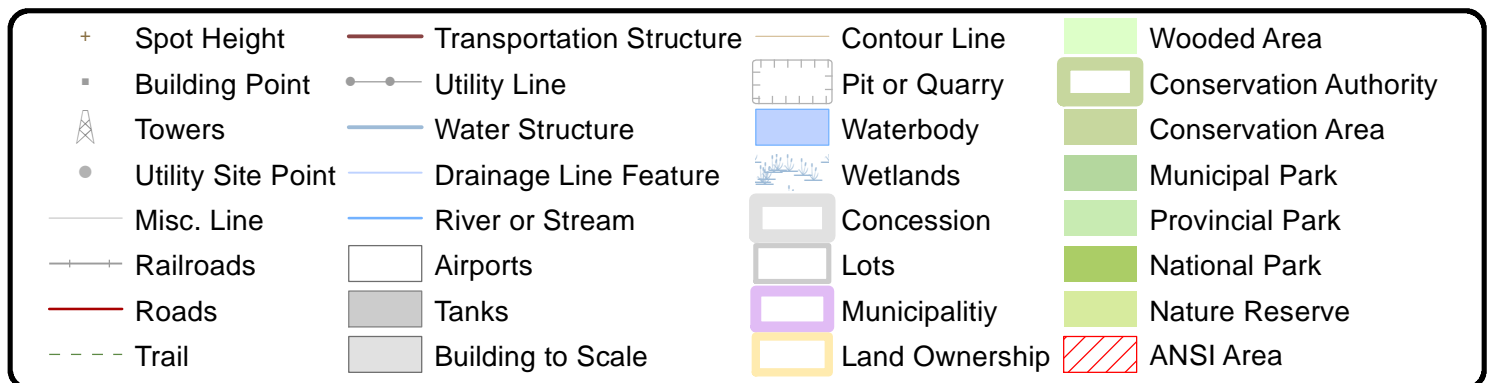 Spot Height
Building Point
Towers
Utility Site Point
Misc. Line
Railroads
Roads
Trail
Transportation Structure
Utility Line
Water Structure
Drainage Line Feature
River or Stream
Airports
Tanks
Building to Scale
Contour Line
Pit or Quarry
Waterbody
Wetlands
Concession
Lots
Municipalitiy
Land Ownership
Wooded Area
Conservation Authority
Conservation Area
Municipal Park
Provincial Park
National Park
Nature Reserve
ANSI Area